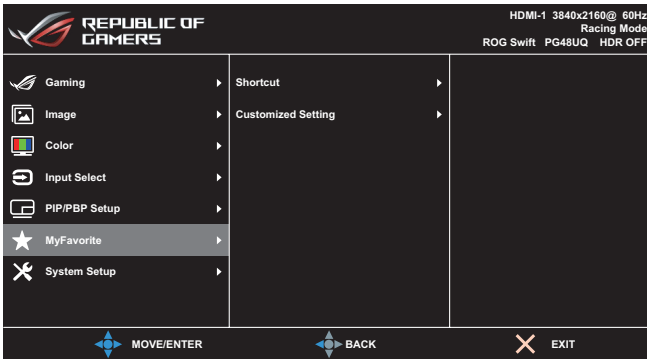 REPUBLIC OF
GAMERS
HDMI-1 3840x2160@ 60Hz
Racing Mode
ROG Swift PG48UQ HDR OFF
Gaming
Image
Color
Input Select
PIP/PBP Setup
MyFavorite
System Setup
Shortcut
Customized Setting
MOVE/ENTER
BACK
EXIT